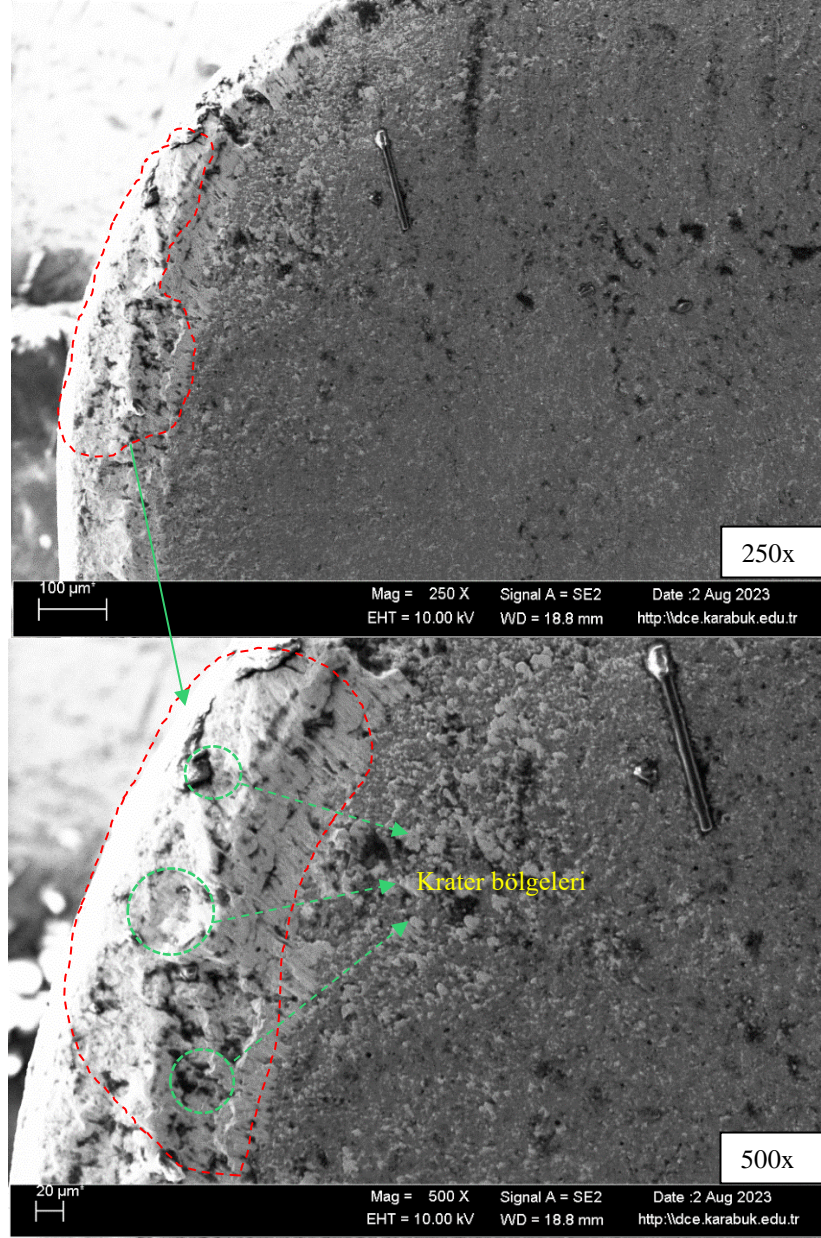 250x
100 µm*
Mag = 250 X Signal A = SE2 Date :2 Aug 2023
EHT = 10.00 kV WD = 18.8 mm http:\\dce.karabuk.edu.tr
Krater bölgeleri
500x
20 µm*
Mag = 500 X Signal A = SE2 Date :2 Aug 2023
EHT = 10.00 kV WD = 18.8 mm http:\\dce.karabuk.edu.tr